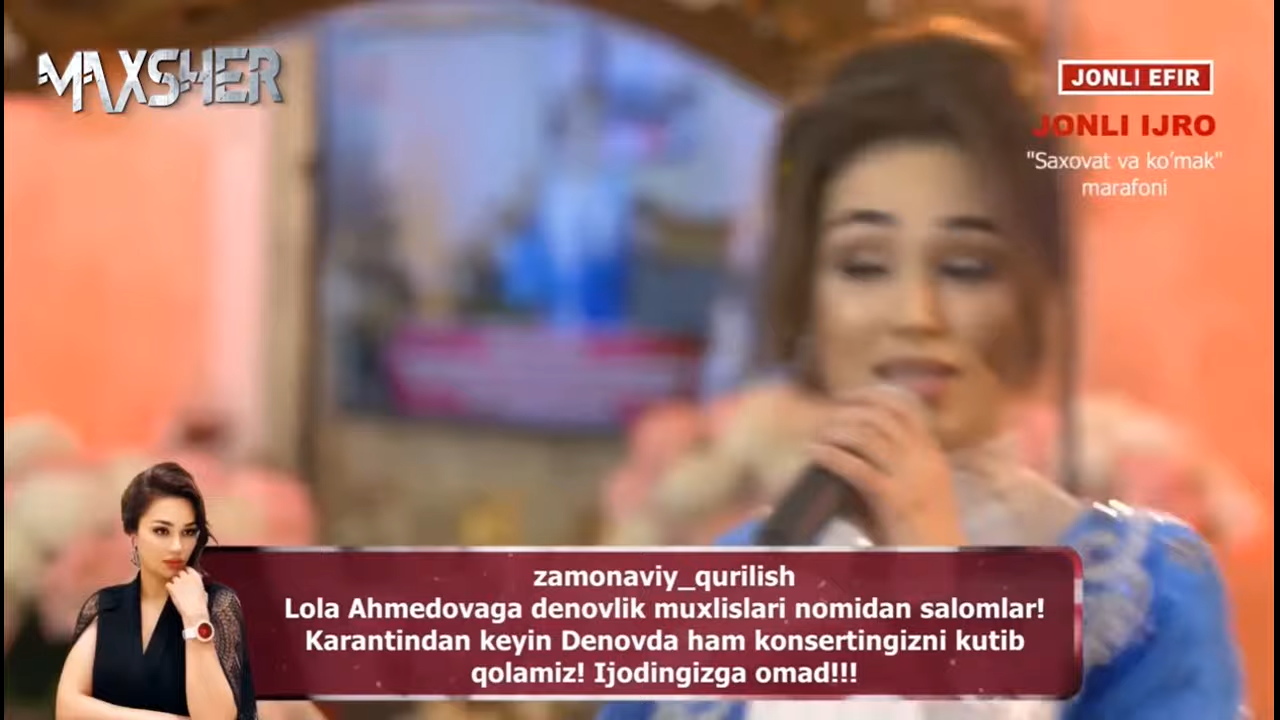 MAXSHER
JONLI EFIR
JONLI IJRO
"Saxovat va ko'mak"
marafoni
zamonaviy_qurilish
Lola Ahmedovaga denovlik muxlislari nomidan salomlar!
Karantindan keyin Denovda ham konsertingizni kutib
qolamiz! Ijodingizga omad!!!